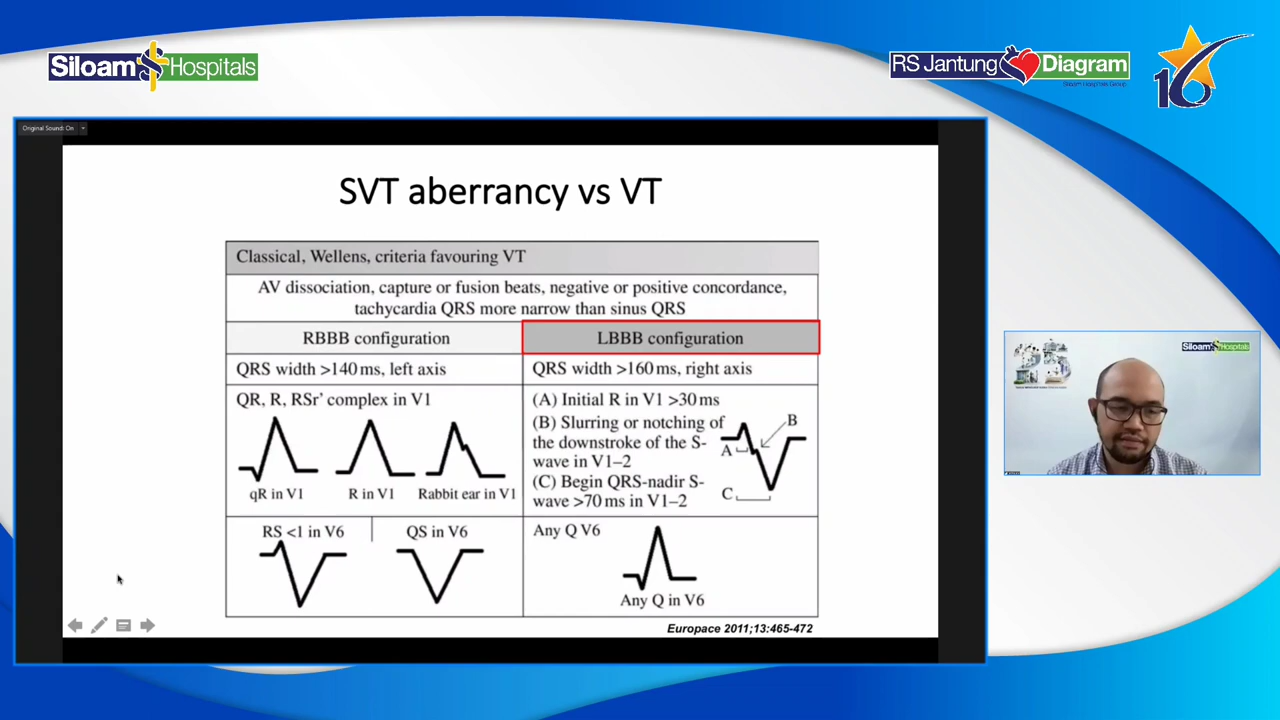 Siloam Hospitals
RS Jantung Diagram
Siloam Hospitals Group
16
Original Sound: On
SVT aberrancy vs VT
Classical, Wellens, criteria favouring VT
AV dissociation, capture or fusion beats, negative or positive concordance,
tachycardia QRS more narrow than sinus QRS
RBBB configuration
LBBB configuration
QRS width >140 ms, left axis
QRS width >160 ms, right axis
QR, R, RSr' complex in V1
qR in V1
R in V1
Rabbit ear in V1
(A) Initial R in V1 >30 ms
(B) Slurring or notching of
the downstroke of the S-
wave in V1–2
(C) Begin QRS-nadir S-
wave >70 ms in V1–2
A
B
C
RS <1 in V6
QS in V6
Any Q V6
Any Q in V6
Europace 2011;13:465-472
Siloam Hospitals